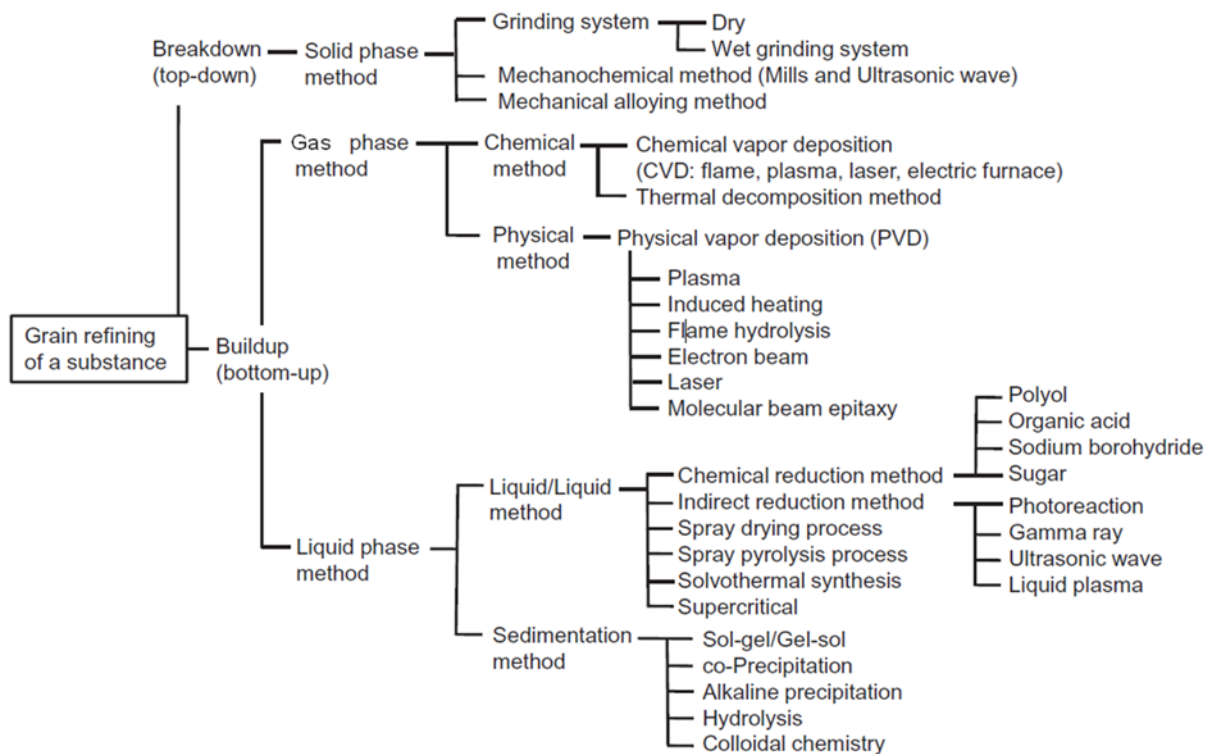 Grinding system
Dry
Wet grinding system
Breakdown
(top-down)
Solid phase
method
Mechanochemical method (Mills and Ultrasonic wave)
Mechanical alloying method
Gas phase
method
Chemical
method
Chemical vapor deposition
(CVD: flame, plasma, laser, electric furnace)
Thermal decomposition method
Physical
method
Physical vapor deposition (PVD)
Plasma
Induced heating
Flame hydrolysis
Electron beam
Laser
Molecular beam epitaxy
Grain refining
of a substance
Buildup
(bottom-up)
Liquid phase
method
Liquid/Liquid
method
Chemical reduction method
Polyol
Organic acid
Sodium borohydride
Sugar
Indirect reduction method
Photoreaction
Gamma ray
Ultrasonic wave
Liquid plasma
Spray drying process
Spray pyrolysis process
Solvothermal synthesis
Supercritical
Sedimentation
method
Sol-gel/Gel-sol
co-Precipitation
Alkaline precipitation
Hydrolysis
Colloidal chemistry